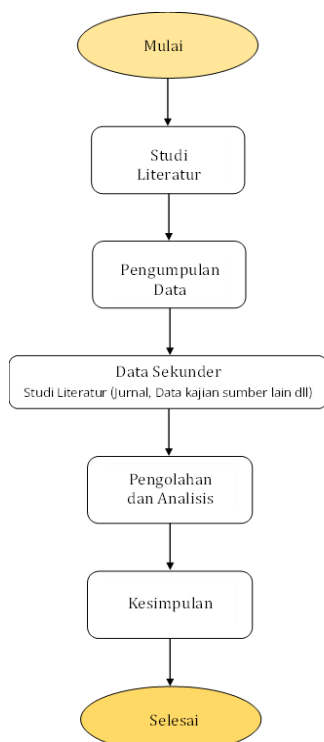 Mulai
Studi
Literatur
Pengumpulan
Data
Data Sekunder
Studi Literatur (Jurnal, Data kajian sumber lain dll)
Pengolahan
dan Analisis
Kesimpulan
Selesai